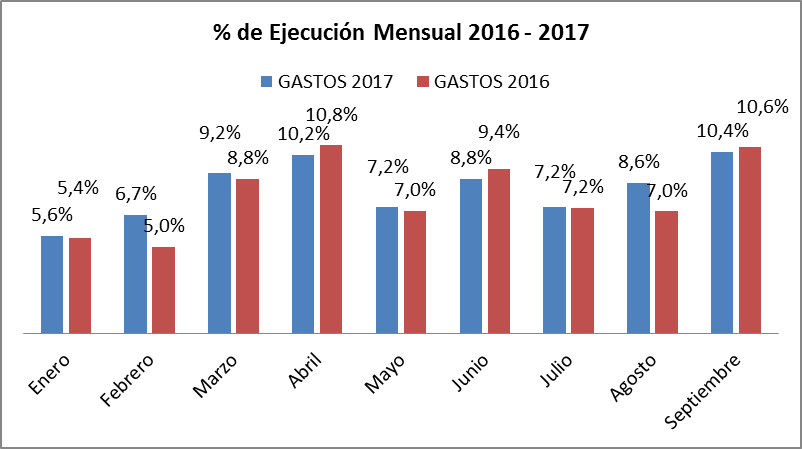 % de Ejecución Mensual 2016 - 2017
GASTOS 2017 GASTOS 2016
5,6% 5,4%
6,7% 5,0%
9,2% 8,8%
10,2% 10,8%
7,2% 7,0%
8,8% 9,4%
7,2% 7,2%
8,6% 7,0%
10,4% 10,6%
Enero
Febrero
Marzo
Abril
Mayo
Junio
Julio
Agosto
Septiembre